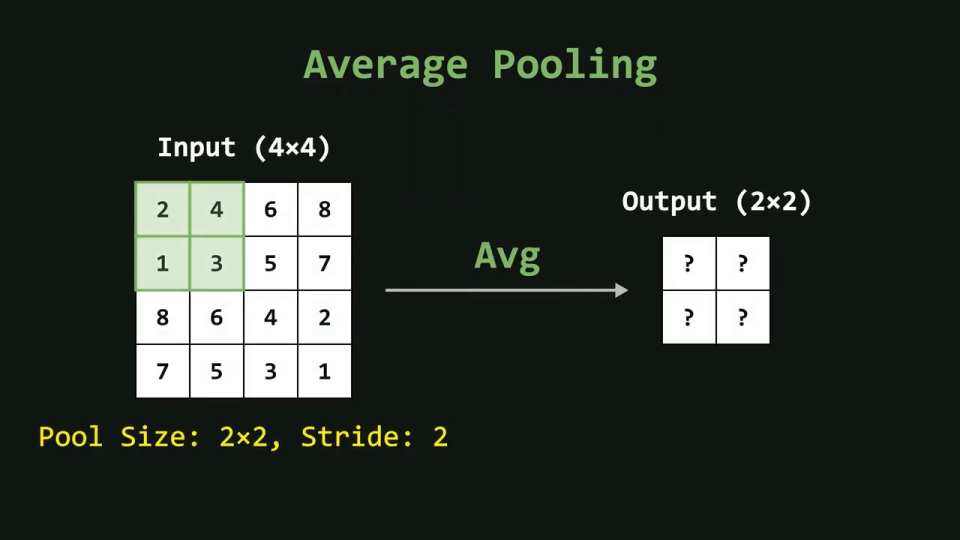 Average Pooling
Input (4×4)
2 4 6 8
1 3 5 7
8 6 4 2
7 5 3 1
Pool Size: 2×2, Stride: 2
Avg
Output (2×2)
? ?
? ?